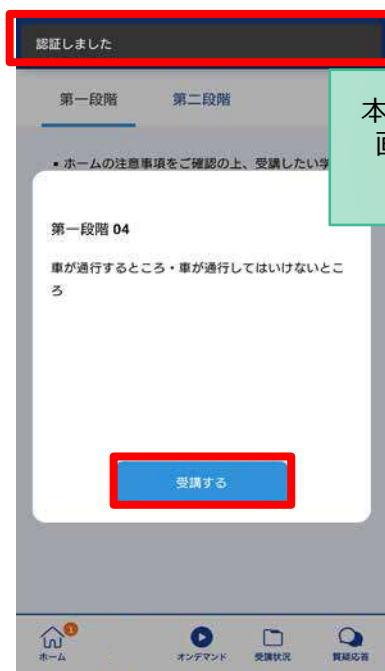 認証しました
第一段階
第二段階
本
画
• ホームの注意事項をご確認の上、受講したい学
第一段階 04
車が通行するところ・車が通行してはいけないとこ
ろ
受講する
1
ホーム
オンデマンド
受講状況
質疑応答